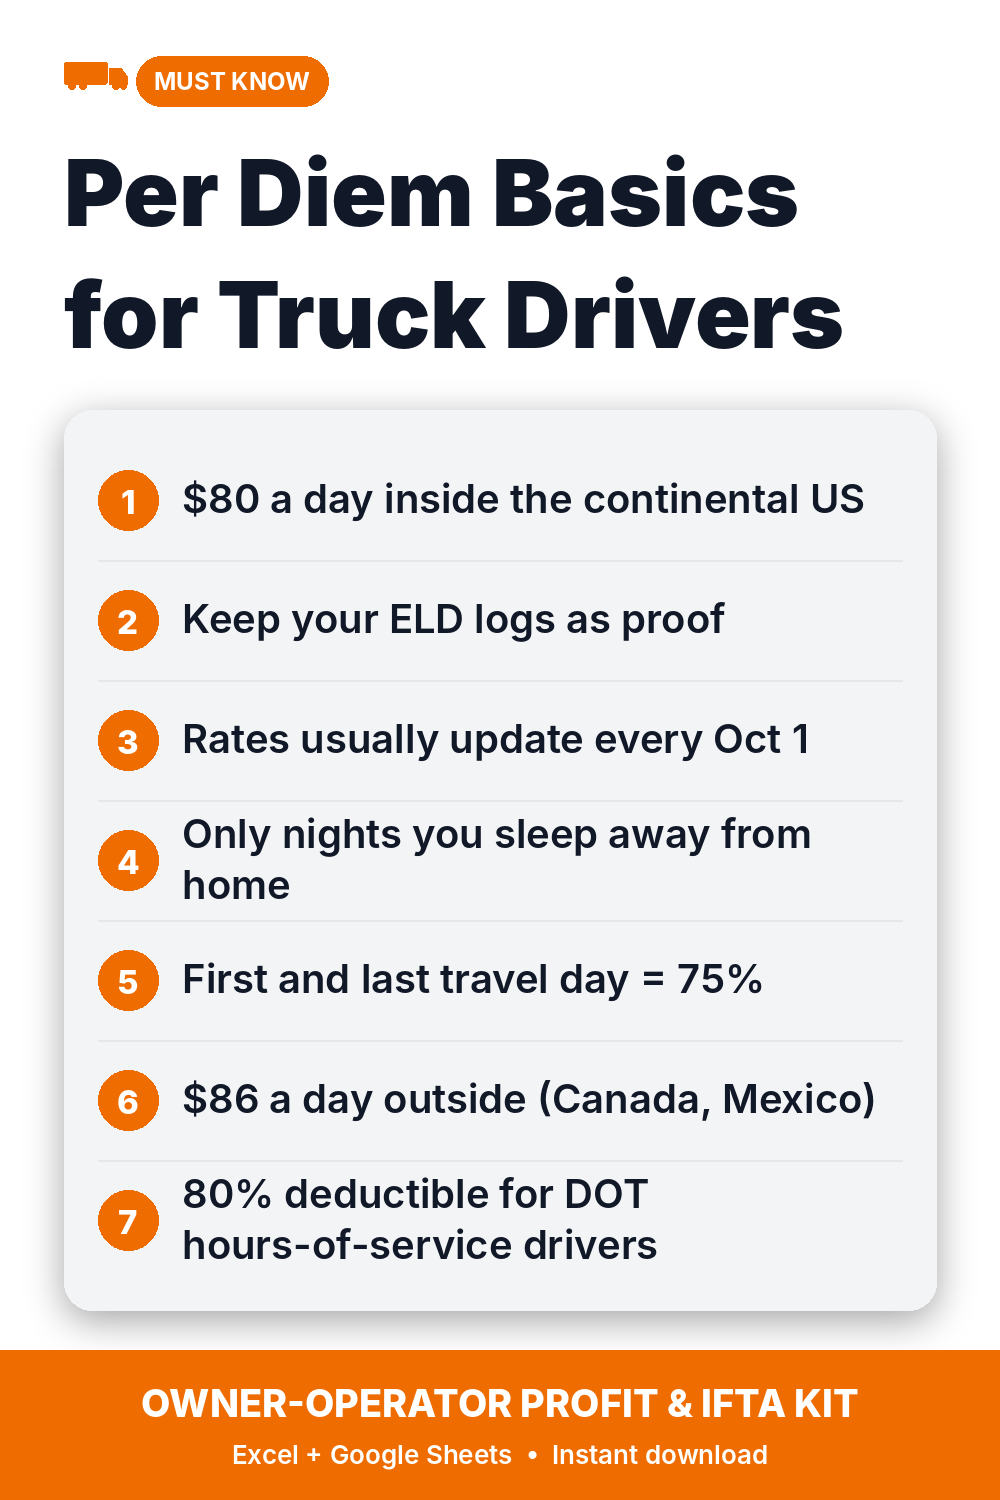 MUST KNOW
Per Diem Basics
for Truck Drivers
1 $80 a day inside the continental US
2 Keep your ELD logs as proof
3 Rates usually update every Oct 1
4 Only nights you sleep away from
home
5 First and last travel day = 75%
6 $86 a day outside (Canada, Mexico)
7 80% deductible for DOT
hours-of-service drivers
OWNER-OPERATOR PROFIT & IFTA KIT
Excel + Google Sheets • Instant download